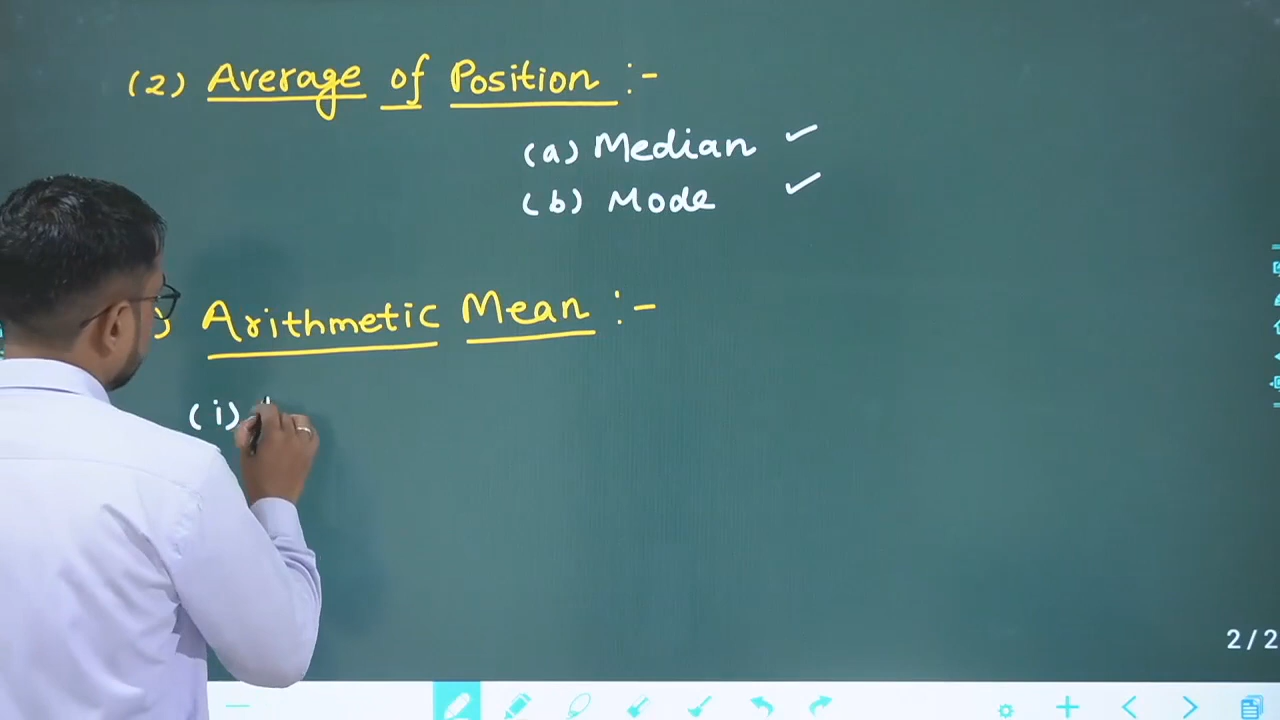 (2) Average of Position :-
(a) Median ✓
(b) Mode ✓
) Arithmetic Mean :-
(i)
2/2